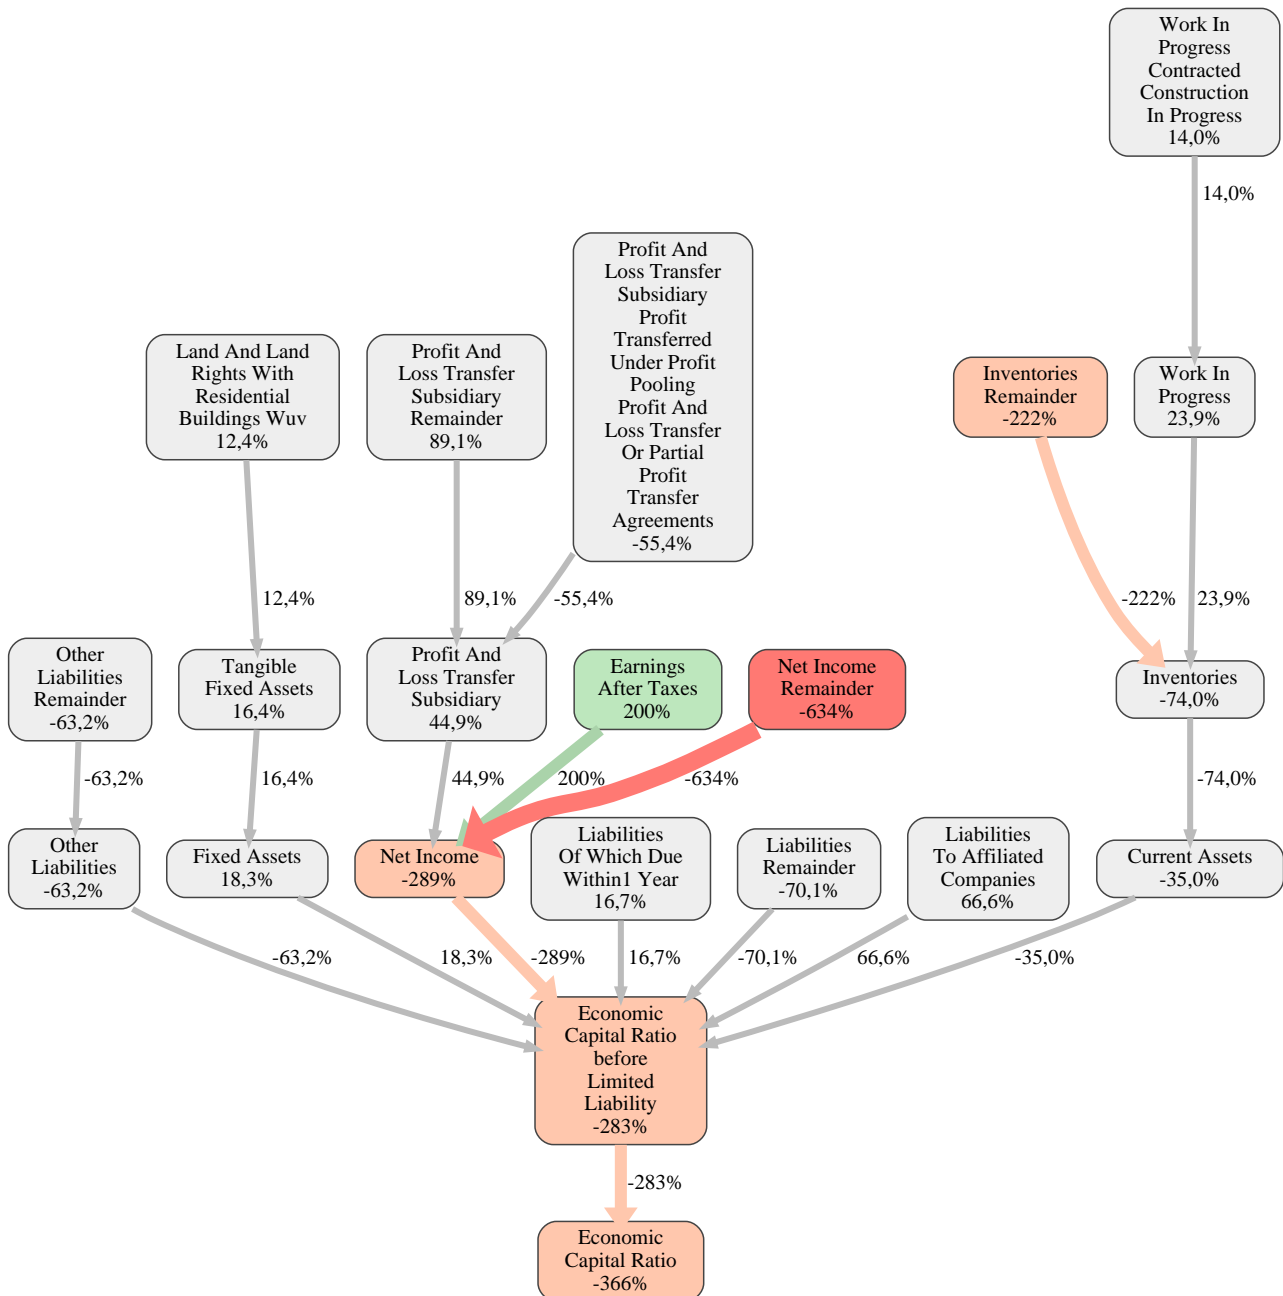 Work In
Progress
Contracted
Construction
In Progress
14,0%
14,0%
Profit And
Loss Transfer
Subsidiary
Profit
Transferred
Under Profit
Pooling
Profit And
Loss Transfer
Or Partial
Profit
Transfer
Agreements
-55,4%
Land And Land
Rights With
Residential
Buildings Wuv
12,4%
Profit And
Loss Transfer
Subsidiary
Remainder
89,1%
Inventories
Remainder
-222%
Work In
Progress
23,9%
12,4%
89,1%
-55,4%
-222%
23,9%
Other
Liabilities
Remainder
-63,2%
Tangible
Fixed Assets
16,4%
Profit And
Loss Transfer
Subsidiary
44,9%
Earnings
After Taxes
200%
Net Income
Remainder
-634%
Inventories
-74,0%
-63,2%
16,4%
44,9%
200%
-634%
-74,0%
Other
Liabilities
-63,2%
Fixed Assets
18,3%
Net Income
-289%
Liabilities
Of Which Due
Within1 Year
16,7%
Liabilities
Remainder
-70,1%
Liabilities
To Affiliated
Companies
66,6%
Current Assets
-35,0%
-63,2%
18,3%
-289%
16,7%
-70,1%
66,6%
-35,0%
Economic
Capital Ratio
before
Limited
Liability
-283%
-283%
Economic
Capital Ratio
-366%